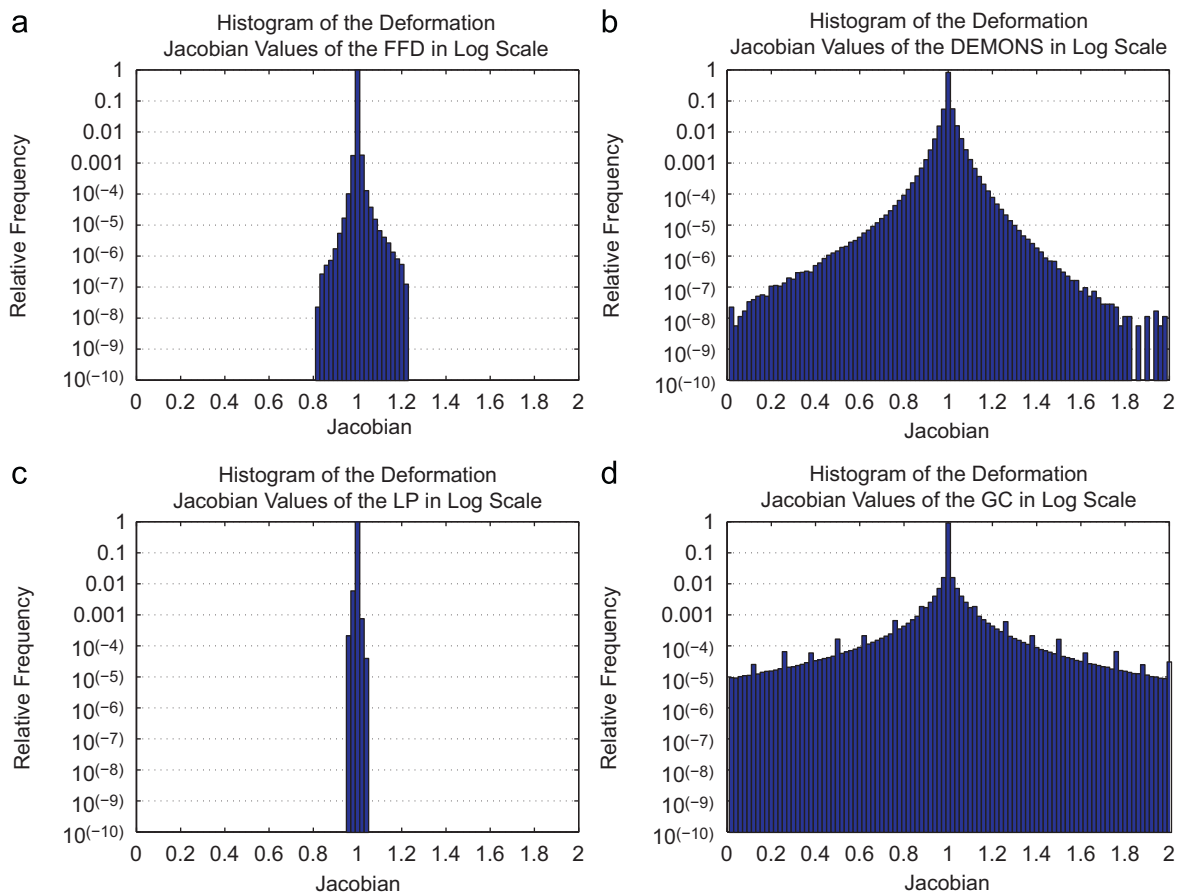 a
Histogram of the Deformation
Jacobian Values of the FFD in Log Scale
Relative Frequency
1
0.1
0.01
0.001
10(−4)
10(−5)
10(−6)
10(−7)
10(−8)
10(−9)
10(−10)
0 0.2 0.4 0.6 0.8 1 1.2 1.4 1.6 1.8 2
Jacobian
b
Histogram of the Deformation
Jacobian Values of the DEMONS in Log Scale
Relative Frequency
1
0.1
0.01
0.001
10(−4)
10(−5)
10(−6)
10(−7)
10(−8)
10(−9)
10(−10)
0 0.2 0.4 0.6 0.8 1 1.2 1.4 1.6 1.8 2
Jacobian
c
Histogram of the Deformation
Jacobian Values of the LP in Log Scale
Relative Frequency
1
0.1
0.01
0.001
10(−4)
10(−5)
10(−6)
10(−7)
10(−8)
10(−9)
10(−10)
0 0.2 0.4 0.6 0.8 1 1.2 1.4 1.6 1.8 2
Jacobian
d
Histogram of the Deformation
Jacobian Values of the GC in Log Scale
Relative Frequency
1
0.1
0.01
0.001
10(−4)
10(−5)
10(−6)
10(−7)
10(−8)
10(−9)
10(−10)
0 0.2 0.4 0.6 0.8 1 1.2 1.4 1.6 1.8 2
Jacobian